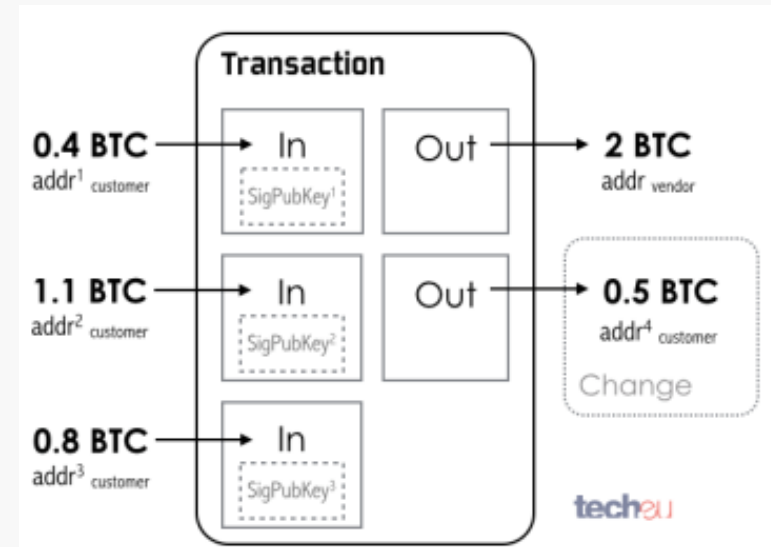 Transaction
0.4 BTC
addr¹ customer
In
SigPubKey¹
Out
2 BTC
addr vendor
1.1 BTC
addr² customer
In
SigPubKey²
Out
0.5 BTC
addr⁴ customer
Change
0.8 BTC
addr³ customer
In
SigPubKey³
techeu